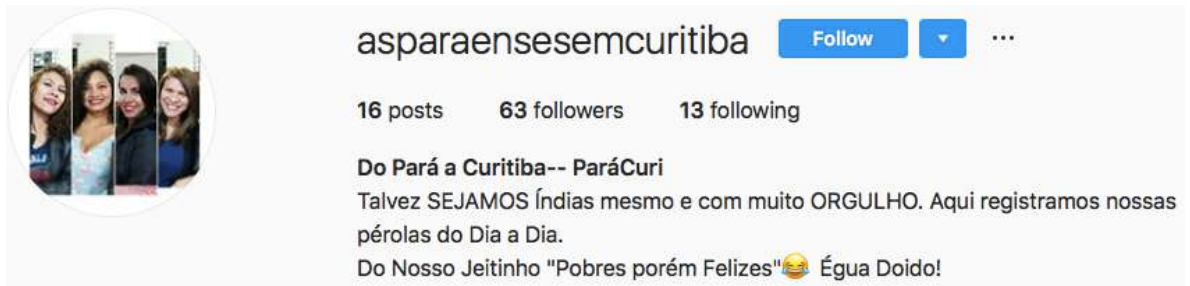 asparaensesemcuritiba Follow ▼ ...
16 posts 63 followers 13 following
Do Pará a Curitiba-- ParáCuri
Talvez SEJAMOS Índias mesmo e com muito ORGULHO. Aqui registramos nossas
pérolas do Dia a Dia.
Do Nosso Jeitinho "Pobres porém Felizes"😂 Égua Doido!